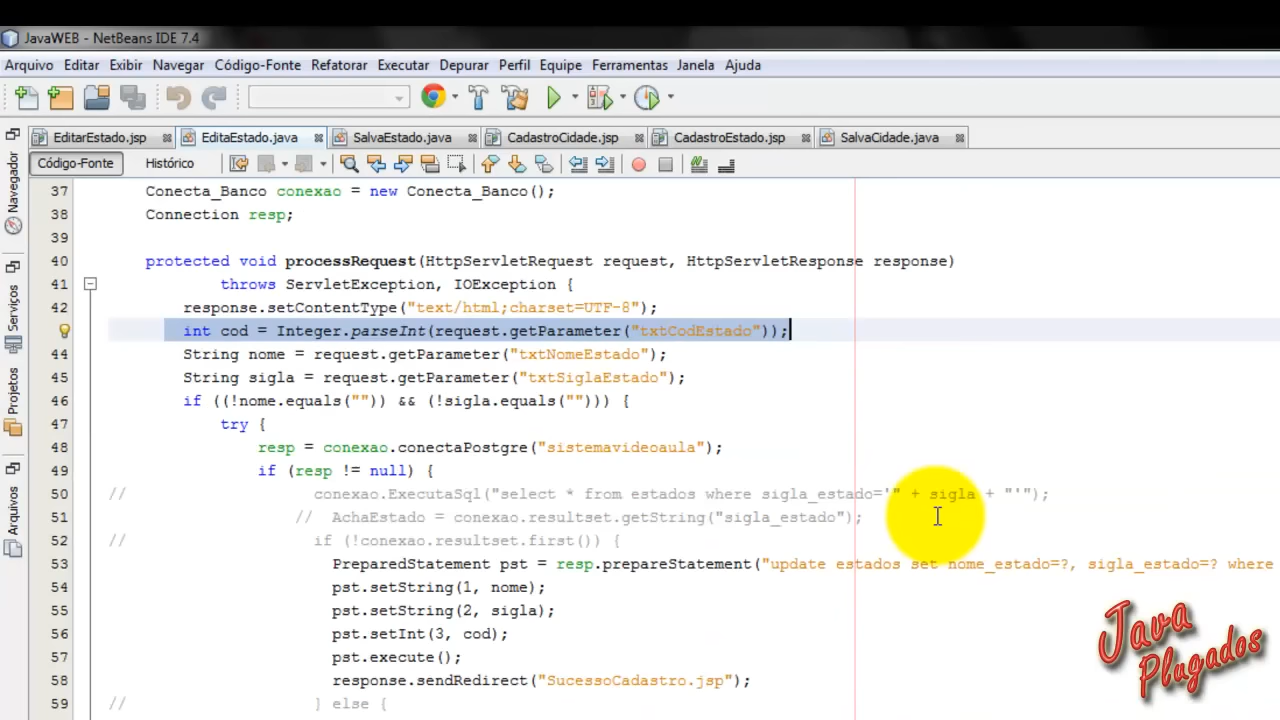 JavaWEB - NetBeans IDE 7.4
Arquivo Editar Exibir Navegar Código-Fonte Refatorar Executar Depurar Perfil Equipe Ferramentas Janela Ajuda
EditarEstado.jsp EditaEstado.java SalvaEstado.java CadastroCidade.jsp CadastroEstado.jsp SalvaCidade.java
Código-Fonte Histórico
Navegador
Serviços
Projetos
Arquivos
37 Conecta_Banco conexao = new Conecta_Banco();
38 Connection resp;
39
40 protected void processRequest(HttpServletRequest request, HttpServletResponse response)
41 throws ServletException, IOException {
42 response.setContentType("text/html;charset=UTF-8");
int cod = Integer.parseInt(request.getParameter("txtCodEstado"));
44 String nome = request.getParameter("txtNomeEstado");
45 String sigla = request.getParameter("txtSiglaEstado");
46 if ((!nome.equals("")) && (!sigla.equals(""))) {
47 try {
48 resp = conexao.conectaPostgre("sistemavideoaula");
49 if (resp != null) {
50 // conexao.ExecutaSql("select * from estados where sigla_estado='" + sigla + "'");
51 // AchaEstado = conexao.resultset.getString("sigla_estado");
52 // if (!conexao.resultset.first()) {
53 PreparedStatement pst = resp.prepareStatement("update estados set nome_estado=?, sigla_estado=? where
54 pst.setString(1, nome);
55 pst.setString(2, sigla);
56 pst.setInt(3, cod);
57 pst.execute();
58 response.sendRedirect("SucessoCadastro.jsp");
59 // } else {
Java
Plugados